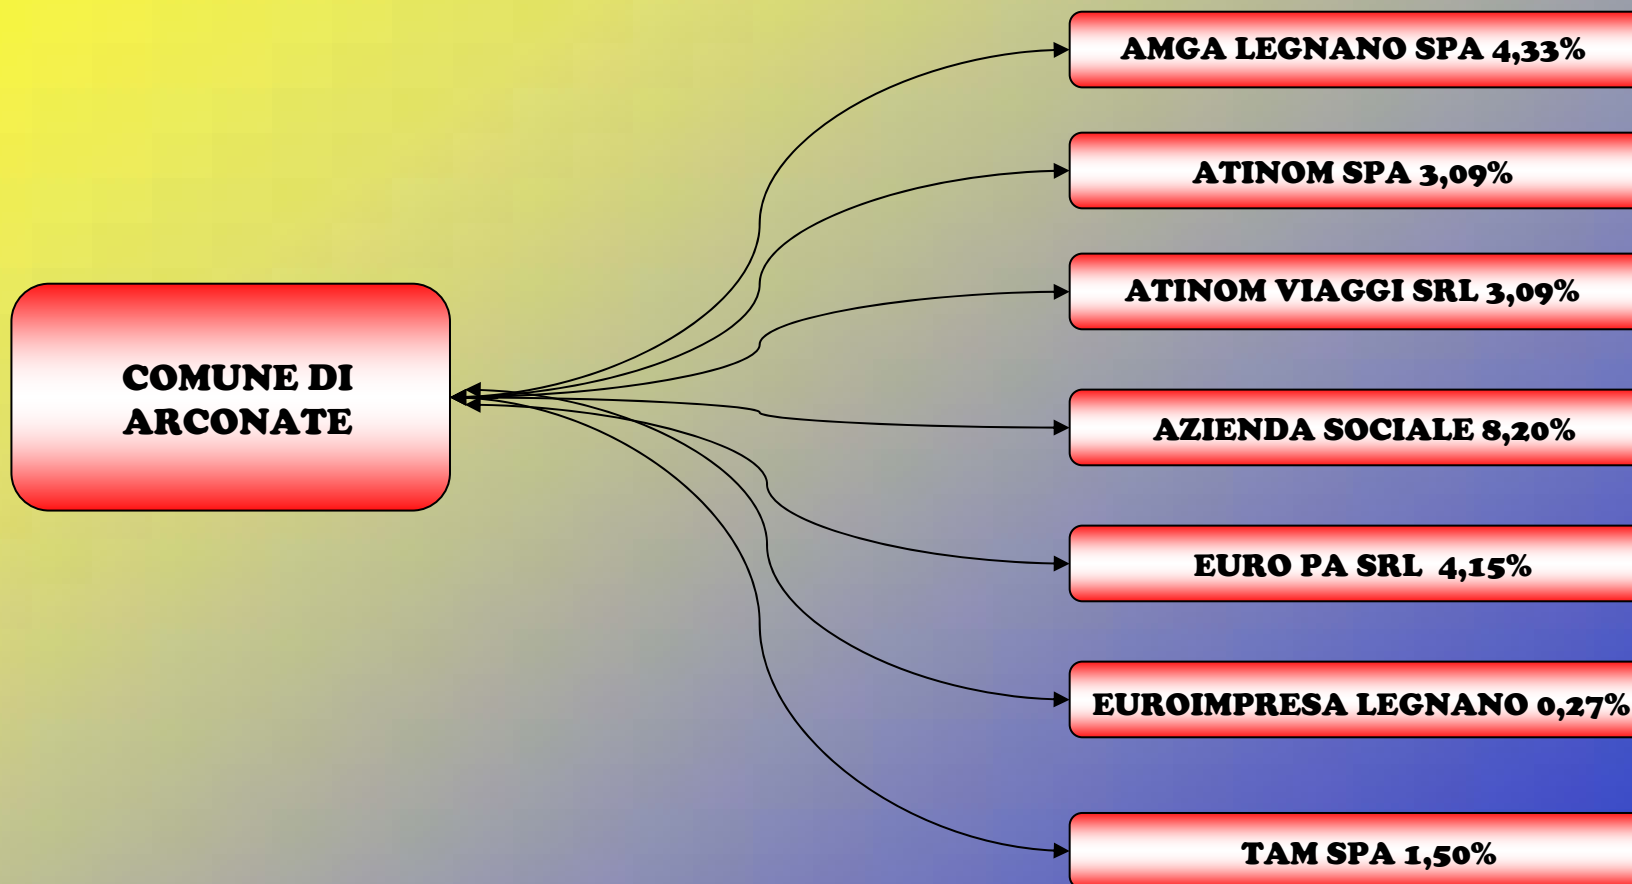 AMGA LEGNANO SPA 4,33%
ATINOM SPA 3,09%
ATINOM VIAGGI SRL 3,09%
COMUNE DI
ARCONATE
AZIENDA SOCIALE 8,20%
EURO PA SRL  4,15%
EUROIMPRESA LEGNANO 0,27%
TAM SPA 1,50%